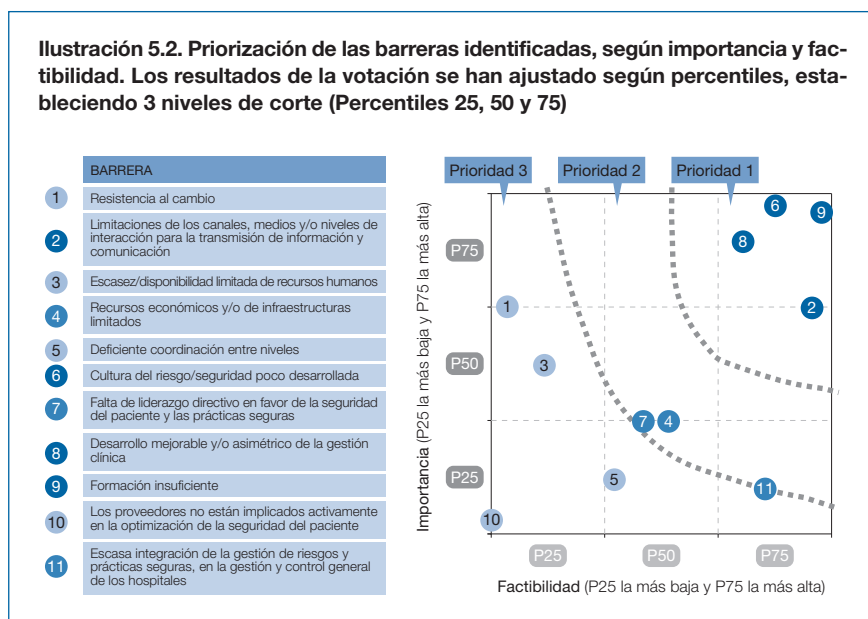 Ilustración 5.2. Priorización de las barreras identificadas, según importancia y fac-
tibilidad. Los resultados de la votación se han ajustado según percentiles, esta-
bleciendo 3 niveles de corte (Percentiles 25, 50 y 75)
BARRERA
1 Resistencia al cambio
2 Limitaciones de los canales, medios y/o niveles de
interacción para la transmisión de información y
comunicación
3 Escasez/disponibilidad limitada de recursos humanos
4 Recursos económicos y/o de infraestructuras
limitados
5 Deficiente coordinación entre niveles
6 Cultura del riesgo/seguridad poco desarrollada
7 Falta de liderazgo directivo en favor de la seguridad
del paciente y las prácticas seguras
8 Desarrollo mejorable y/o asimétrico de la gestión
clínica
9 Formación insuficiente
10 Los proveedores no están implicados activamente
en la optimización de la seguridad del paciente
11 Escasa integración de la gestión de riesgos y
prácticas seguras, en la gestión y control general
de los hospitales
Prioridad 3 Prioridad 2 Prioridad 1
Importancia (P25 la más baja y P75 la más alta)
P75
P50
P25
6
9
8
1
2
3
7
4
5
11
10
P25 P50 P75
Factibilidad (P25 la más baja y P75 la más alta)